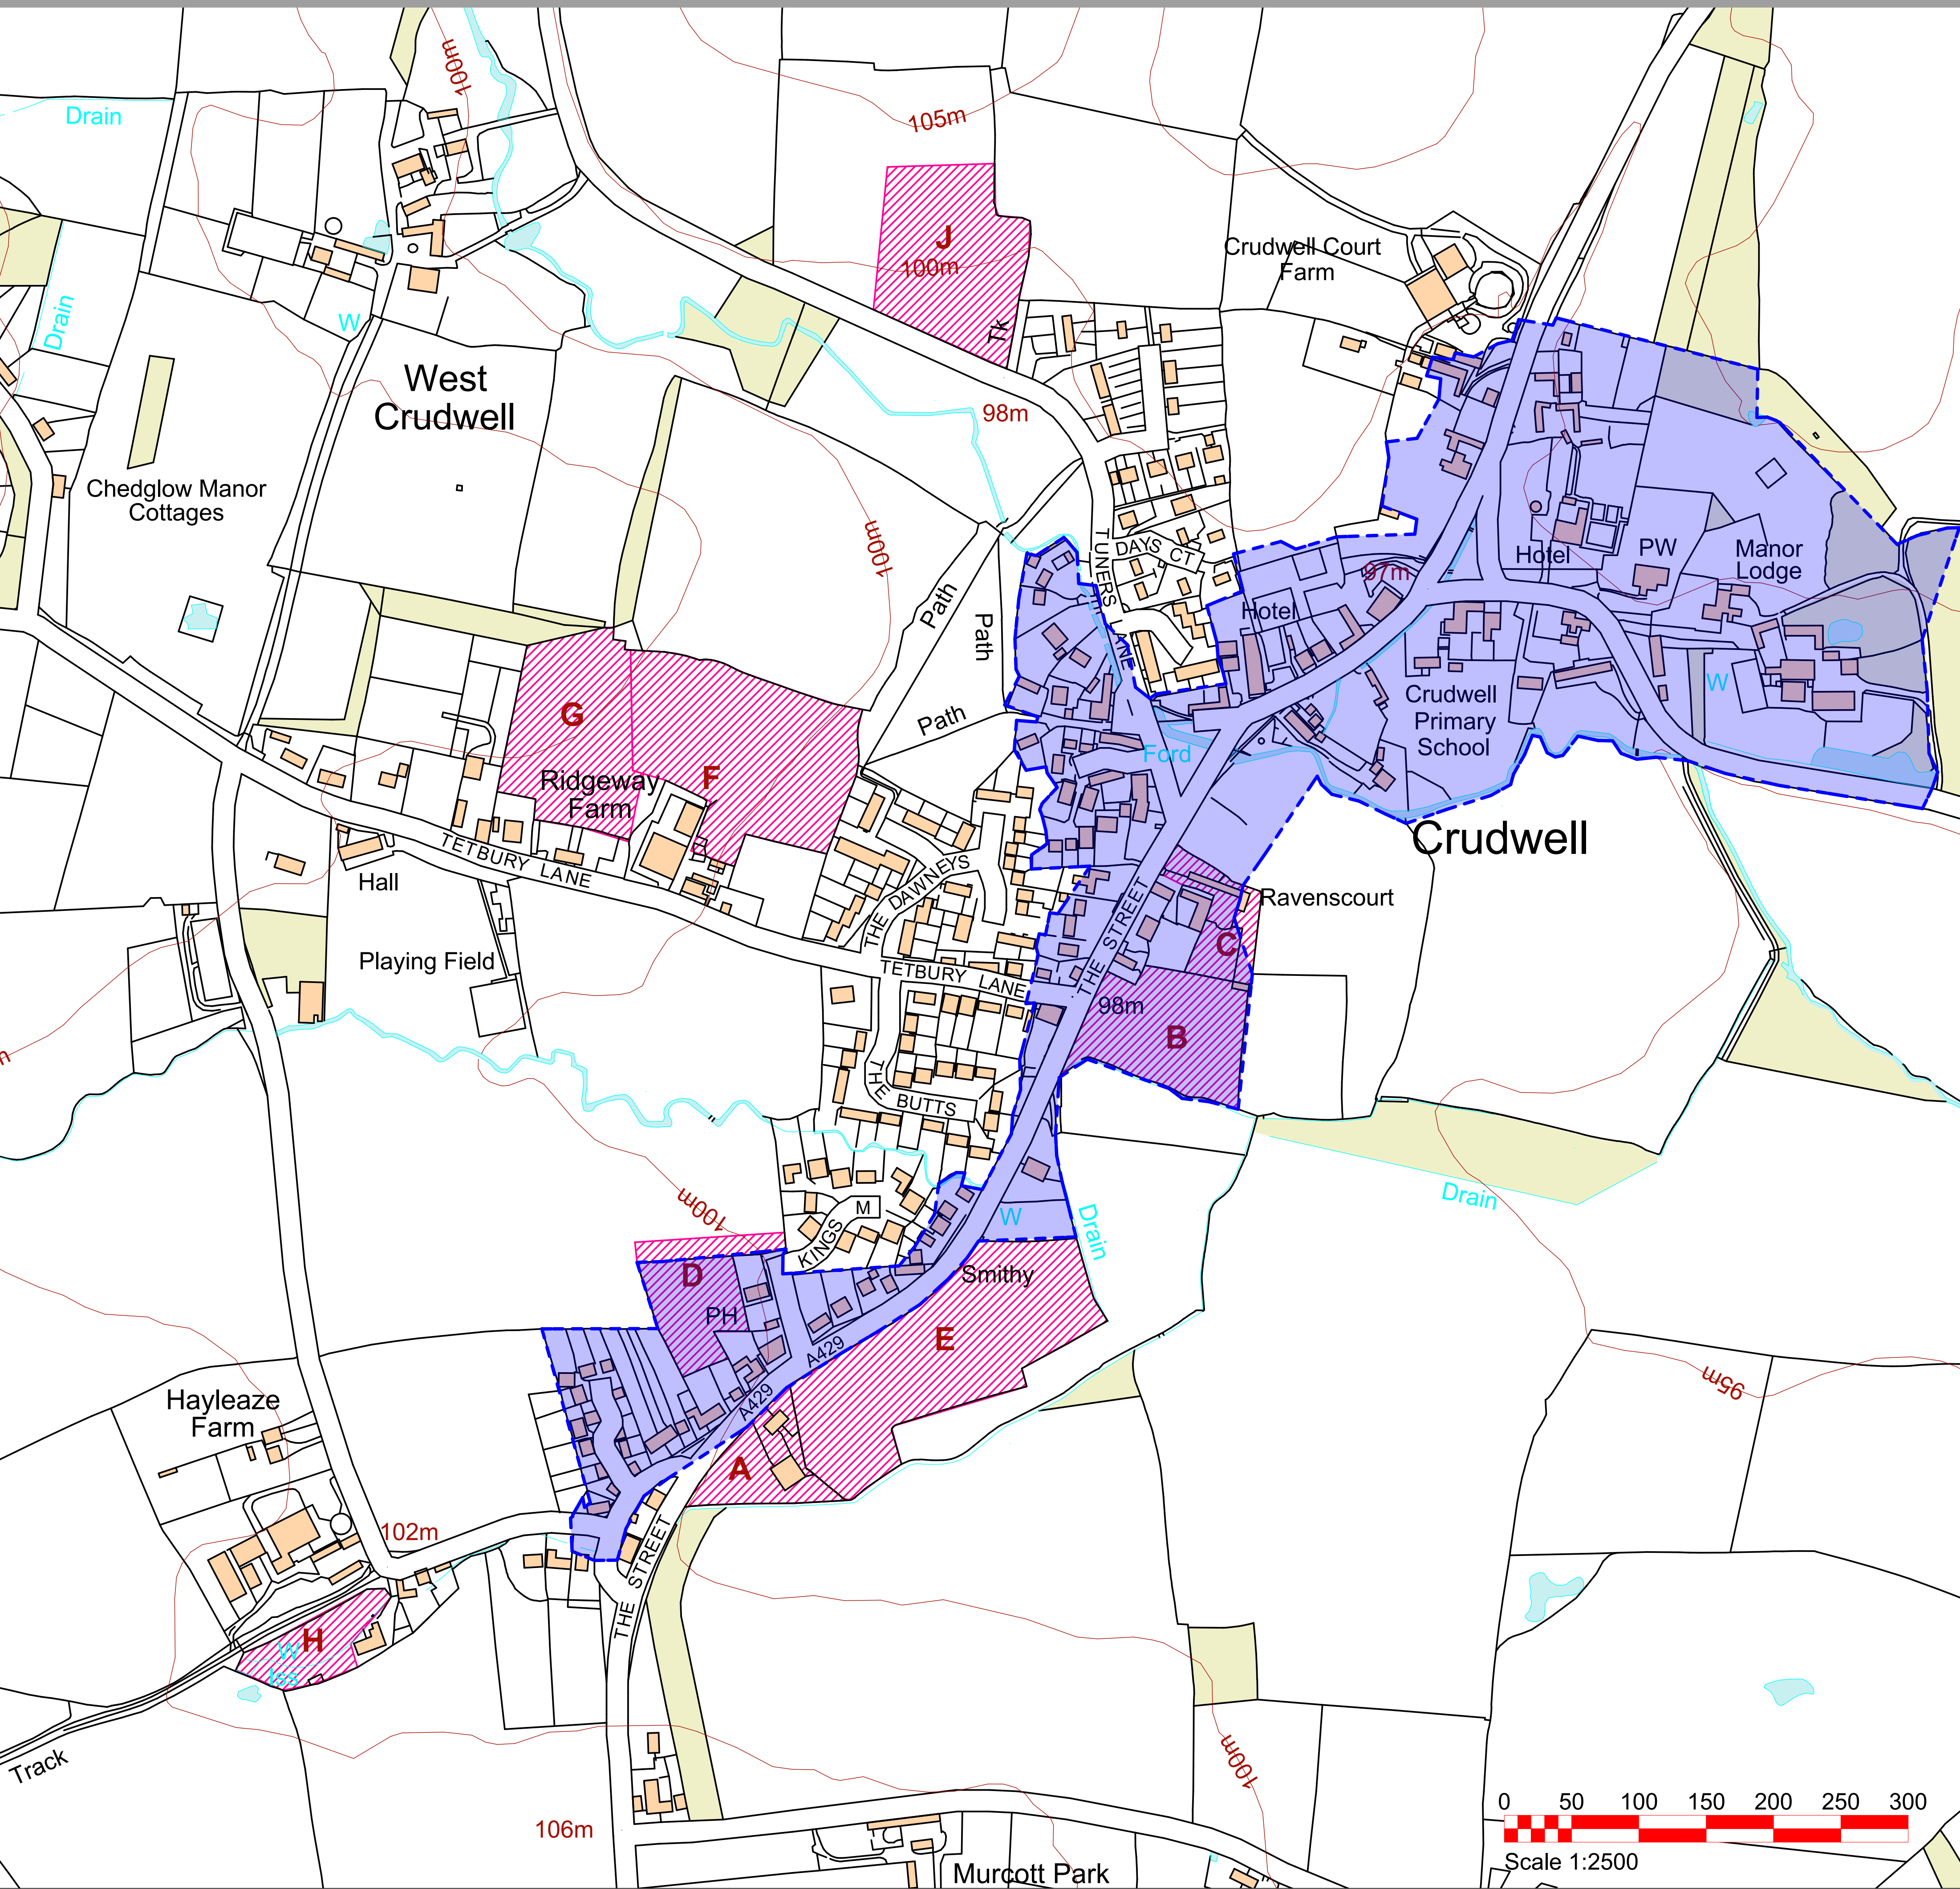 100m
Drain
105m
J
100m
Crudwell Court
Farm
Drain
W
Tk
West
Crudwell
98m
Chedglow Manor
Cottages
100m
TUNERS LANE
DAYS CT
Hotel
PW
Manor
Lodge
97m
Hotel
Path
Path
Path
G
F
Ridgeway
Farm
Crudwell
Primary
School
W
Ford
Crudwell
TETBURY LANE
Hall
THE DAWNEYS
Ravenscourt
THE STREET
C
Playing Field
TETBURY LANE
98m
B
THE BUTTS
100m
KINGS M
W
Drain
Drain
D
Smithy
PH
E
A429
A429
95m
Hayleaze
Farm
A
102m
THE STREET
H
W
Iss
Track
100m
106m
0 50 100 150 200 250 300
Scale 1:2500
Murcott Park